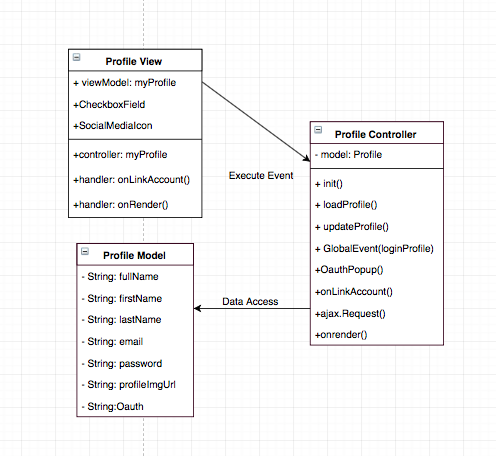 Profile View
+ viewModel: myProfile
+CheckboxField
+SocialMediaIcon
+controller: myProfile
+handler: onLinkAccount()
+handler: onRender()
Execute Event
Profile Controller
- model: Profile
+ init()
+ loadProfile()
+ updateProfile()
+ GlobalEvent(loginProfile)
+OauthPopup()
+onLinkAccount()
+ajax.Request()
+onrender()
Data Access
Profile Model
- String: fullName
- String: firstName
- String: lastName
- String: email
- String: password
- String: profileImgUrl
- String:Oauth